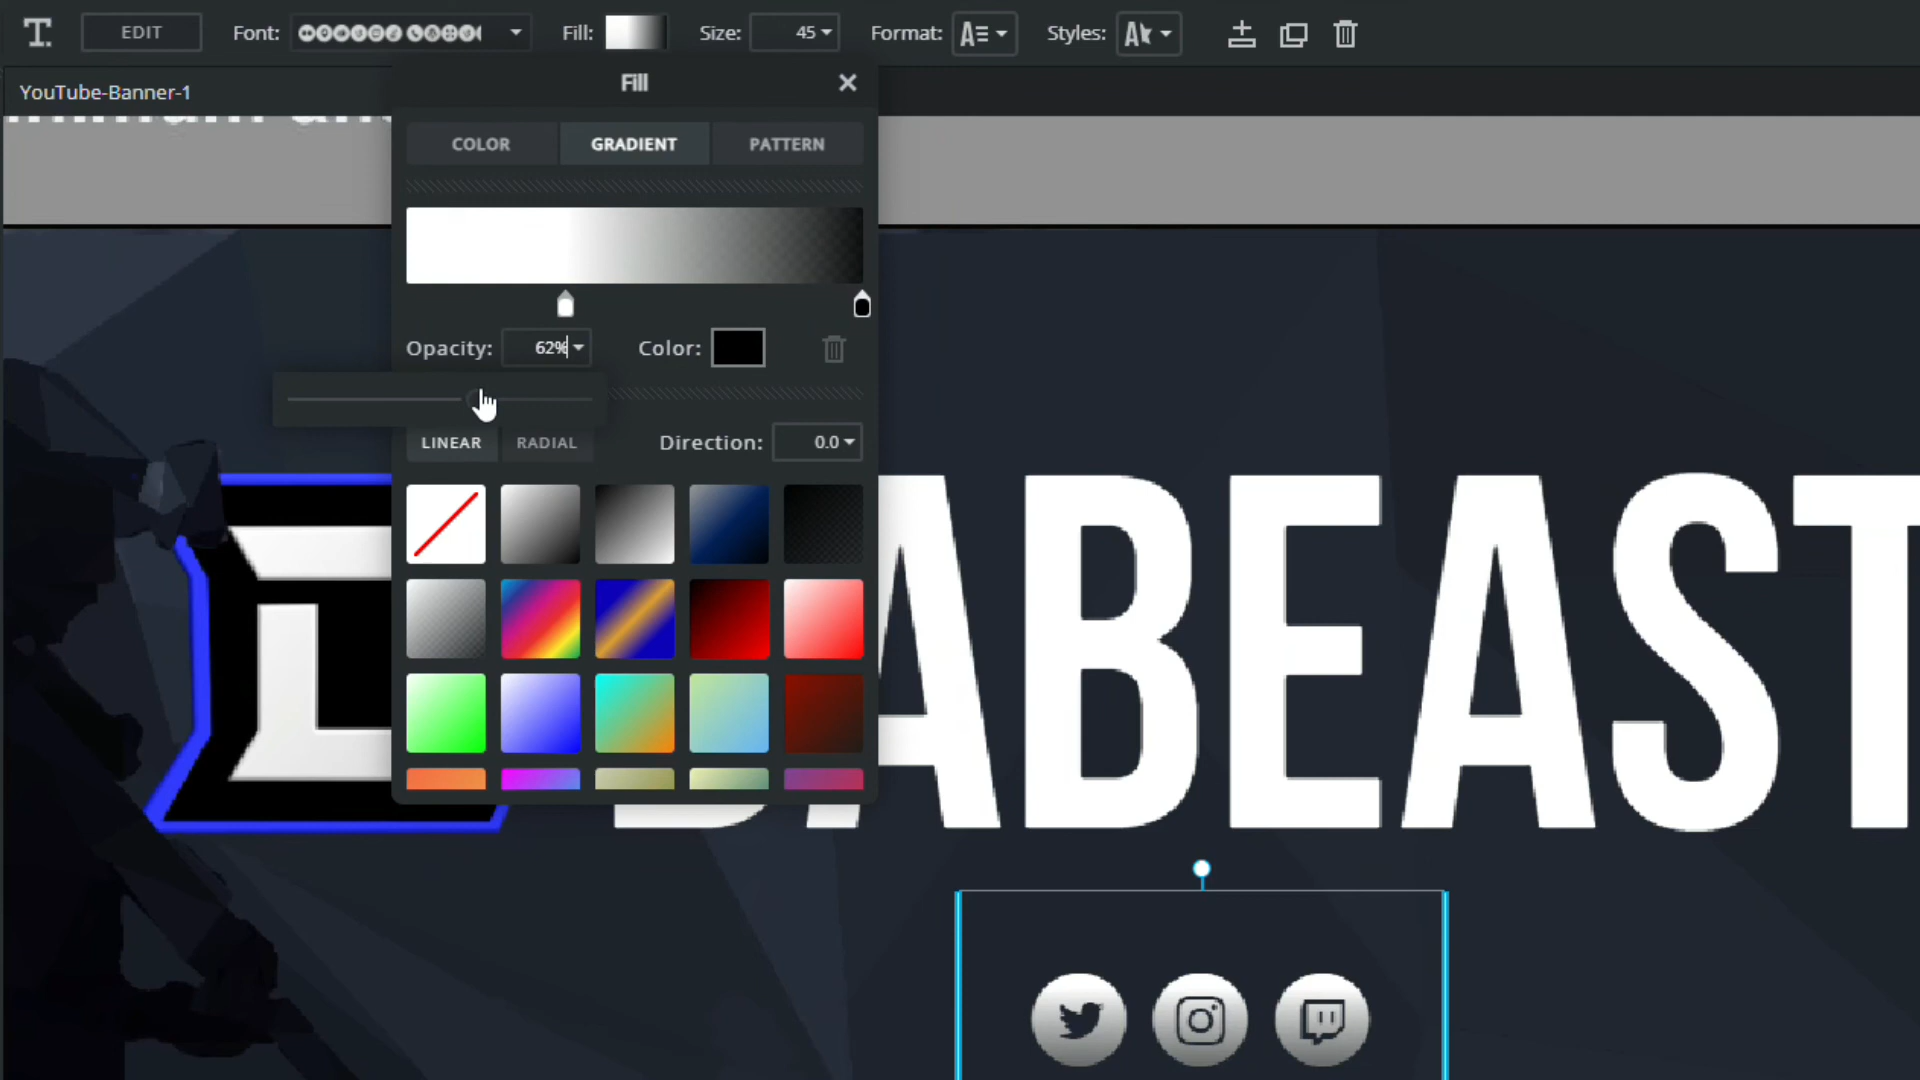 T. EDIT Font: Fill: Size: 45 Format: A Styles: A
YouTube-Banner-1
Fill
COLOR GRADIENT PATTERN
Opacity: 62% Color:
LINEAR RADIAL Direction: 0.0
ABEAST